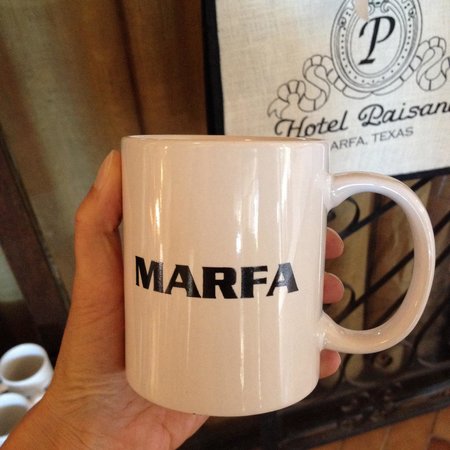 P
Hotel Paisan
ARFA, TEXAS
MARFA